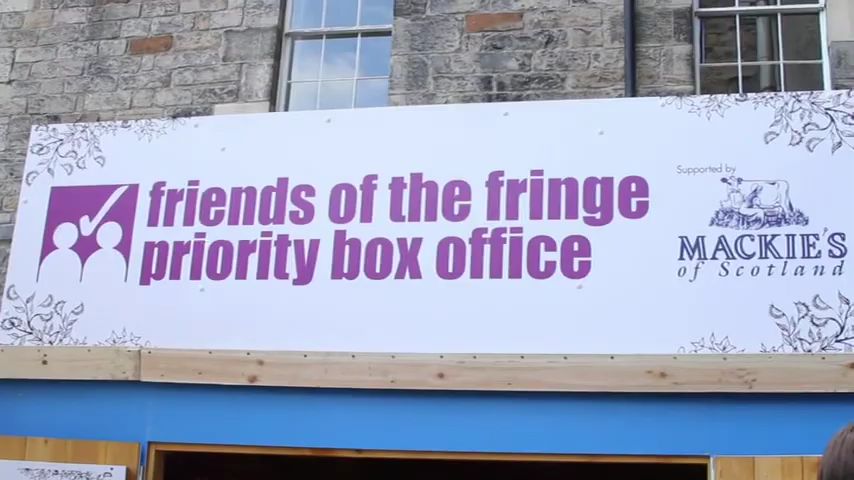 friends of the fringe
priority box office
Supported by
MACKIE'S
of Scotland